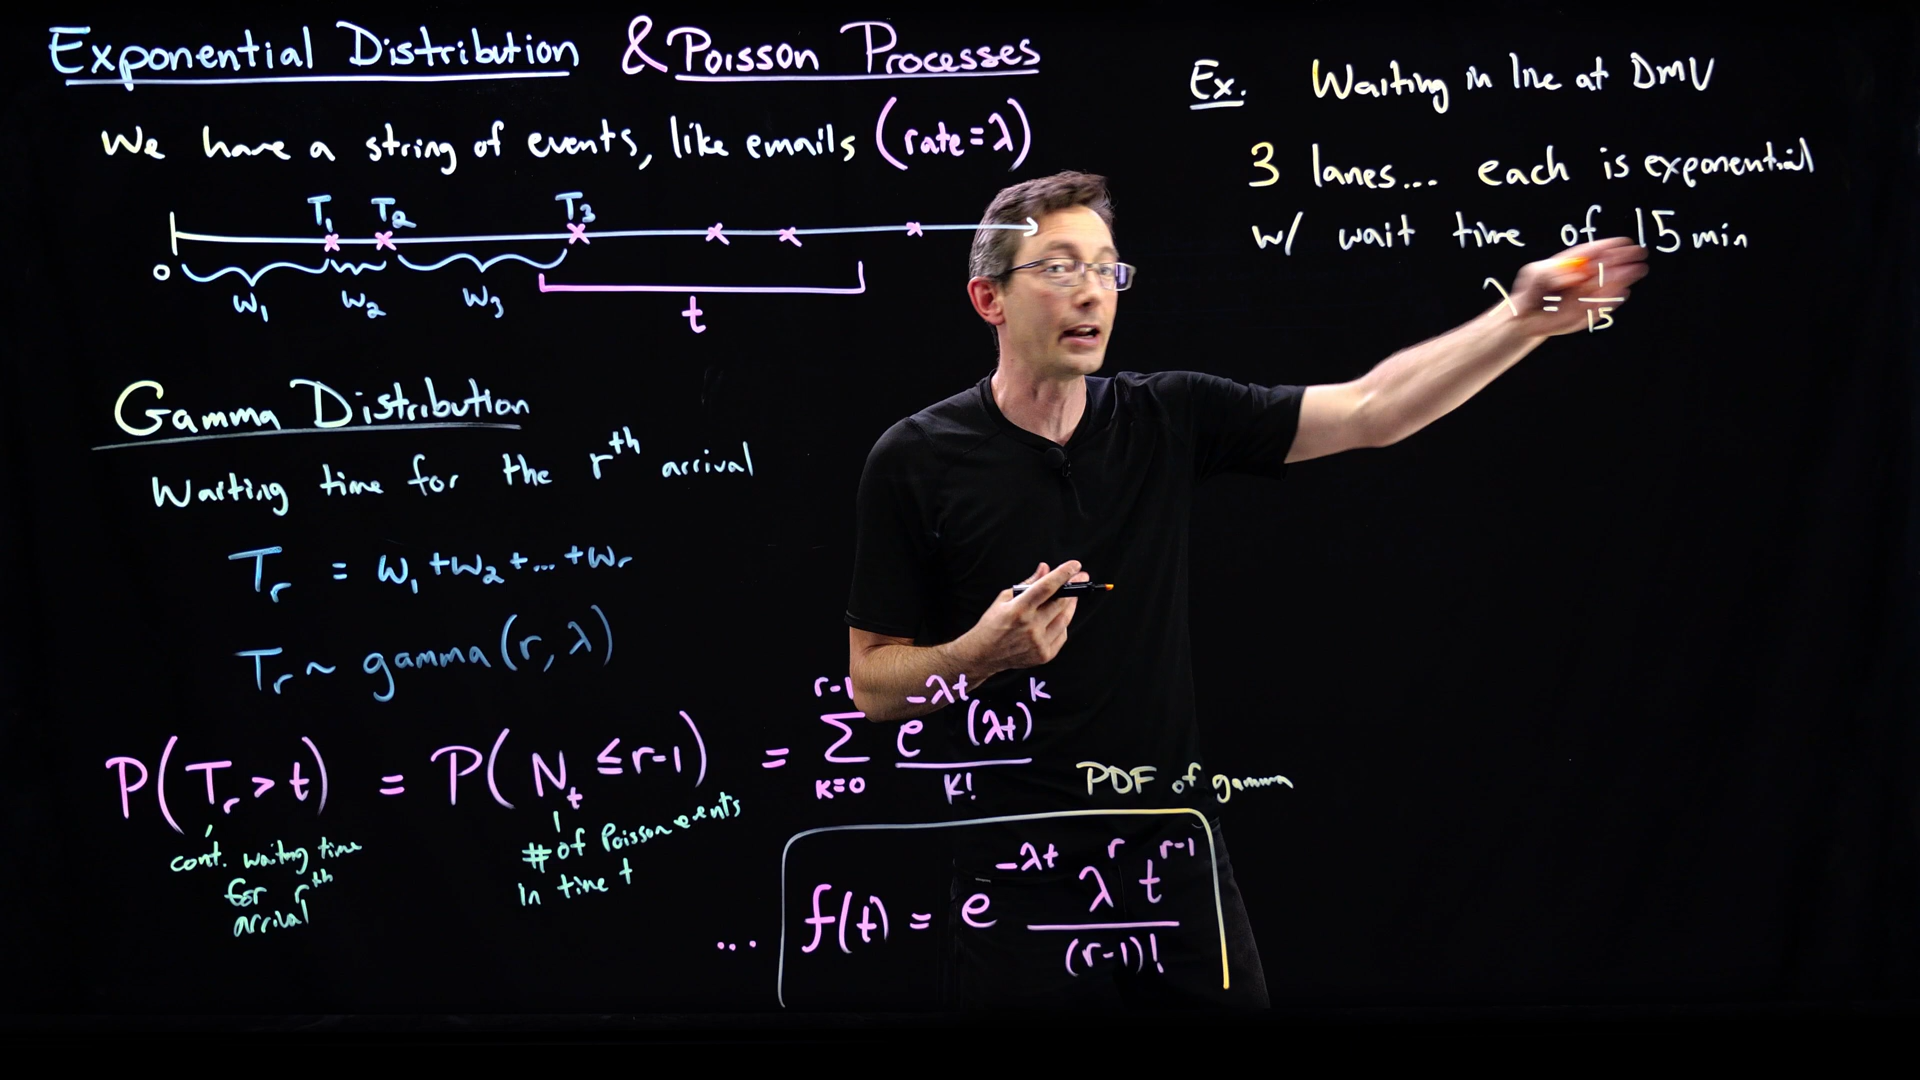 Exponential Distribution & Poisson Processes
We have a string of events, like emails (rate=λ)
T₁ T₂ T₃
0
w₁ w₂ w₃
t
Gamma Distribution
Waiting time for the rᵗʰ arrival
Tᵣ = w₁+w₂+...+wᵣ
Tᵣ ~ gamma(r, λ)
P(Tᵣ > t) = P(Nₜ ≤ r-1) = Σ_{k=0}^{r-1} e^{-λt} (λt)^k / k!
cont. waiting time
for rᵗʰ
arrival
# of Poisson events
in time t
PDF of gamma
... f(t) = e^{-λt} λ^r t^{r-1} / (r-1)!
Ex. Waiting in line at DMV
3 lanes... each is exponential
w/ wait time of 15 min
λ = 1/15